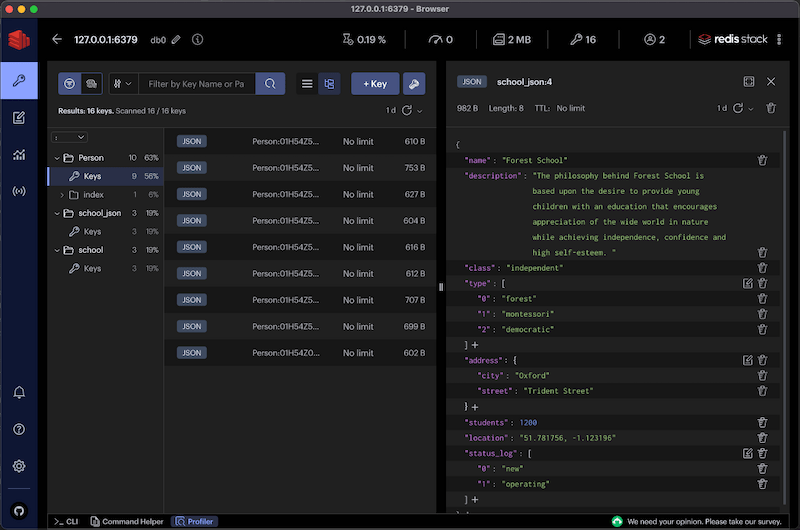 127.0.0.1:6379 - Browser
127.0.0.1:6379 db0 0.19 % 0 2 MB 16 2 redis stack
Filter by Key Name or Pa
+ Key
Results: 16 keys. Scanned 16 / 16 keys
1 d
:
Person 10 63%
Keys 9 56%
index 1 6%
school_json 3 19%
Keys 3 19%
school 3 19%
Keys 3 19%
JSON Person:01H54Z5... No limit 610 B
JSON Person:01H54Z5... No limit 753 B
JSON Person:01H54Z5... No limit 627 B
JSON Person:01H54Z5... No limit 604 B
JSON Person:01H54Z5... No limit 616 B
JSON Person:01H54Z5... No limit 612 B
JSON Person:01H54Z5... No limit 707 B
JSON Person:01H54Z5... No limit 699 B
JSON Person:01H54Z0... No limit 602 B
JSON school_json:4
982 B Length: 8 TTL: No limit 1 d
{
"name" : "Forest School"
"description" : "The philosophy behind Forest School is
based upon the desire to provide young
children with an education that encourages
appreciation of the wide world in nature
while achieving independence, confidence and
high self-esteem. "
"class" : "independent"
"type" : [
"0" : "forest"
"1" : "montessori"
"2" : "democratic"
] +
"address" : {
"city" : "Oxford"
"street" : "Trident Street"
} +
"students" : 1200
"location" : "51.781756, -1.123196"
"status_log" : [
"0" : "new"
"1" : "operating"
] +
>_ CLI Command Helper Profiler
We need your opinion. Please take our survey.